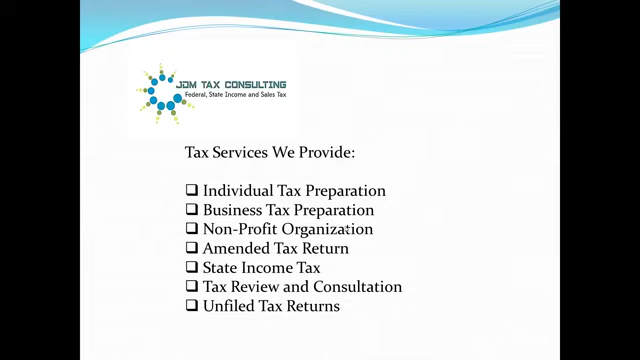 JDM TAX CONSULTING
Federal, State Income and Sales Tax
Tax Services We Provide:
❑ Individual Tax Preparation
❑ Business Tax Preparation
❑ Non-Profit Organization
❑ Amended Tax Return
❑ State Income Tax
❑ Tax Review and Consultation
❑ Unfiled Tax Returns